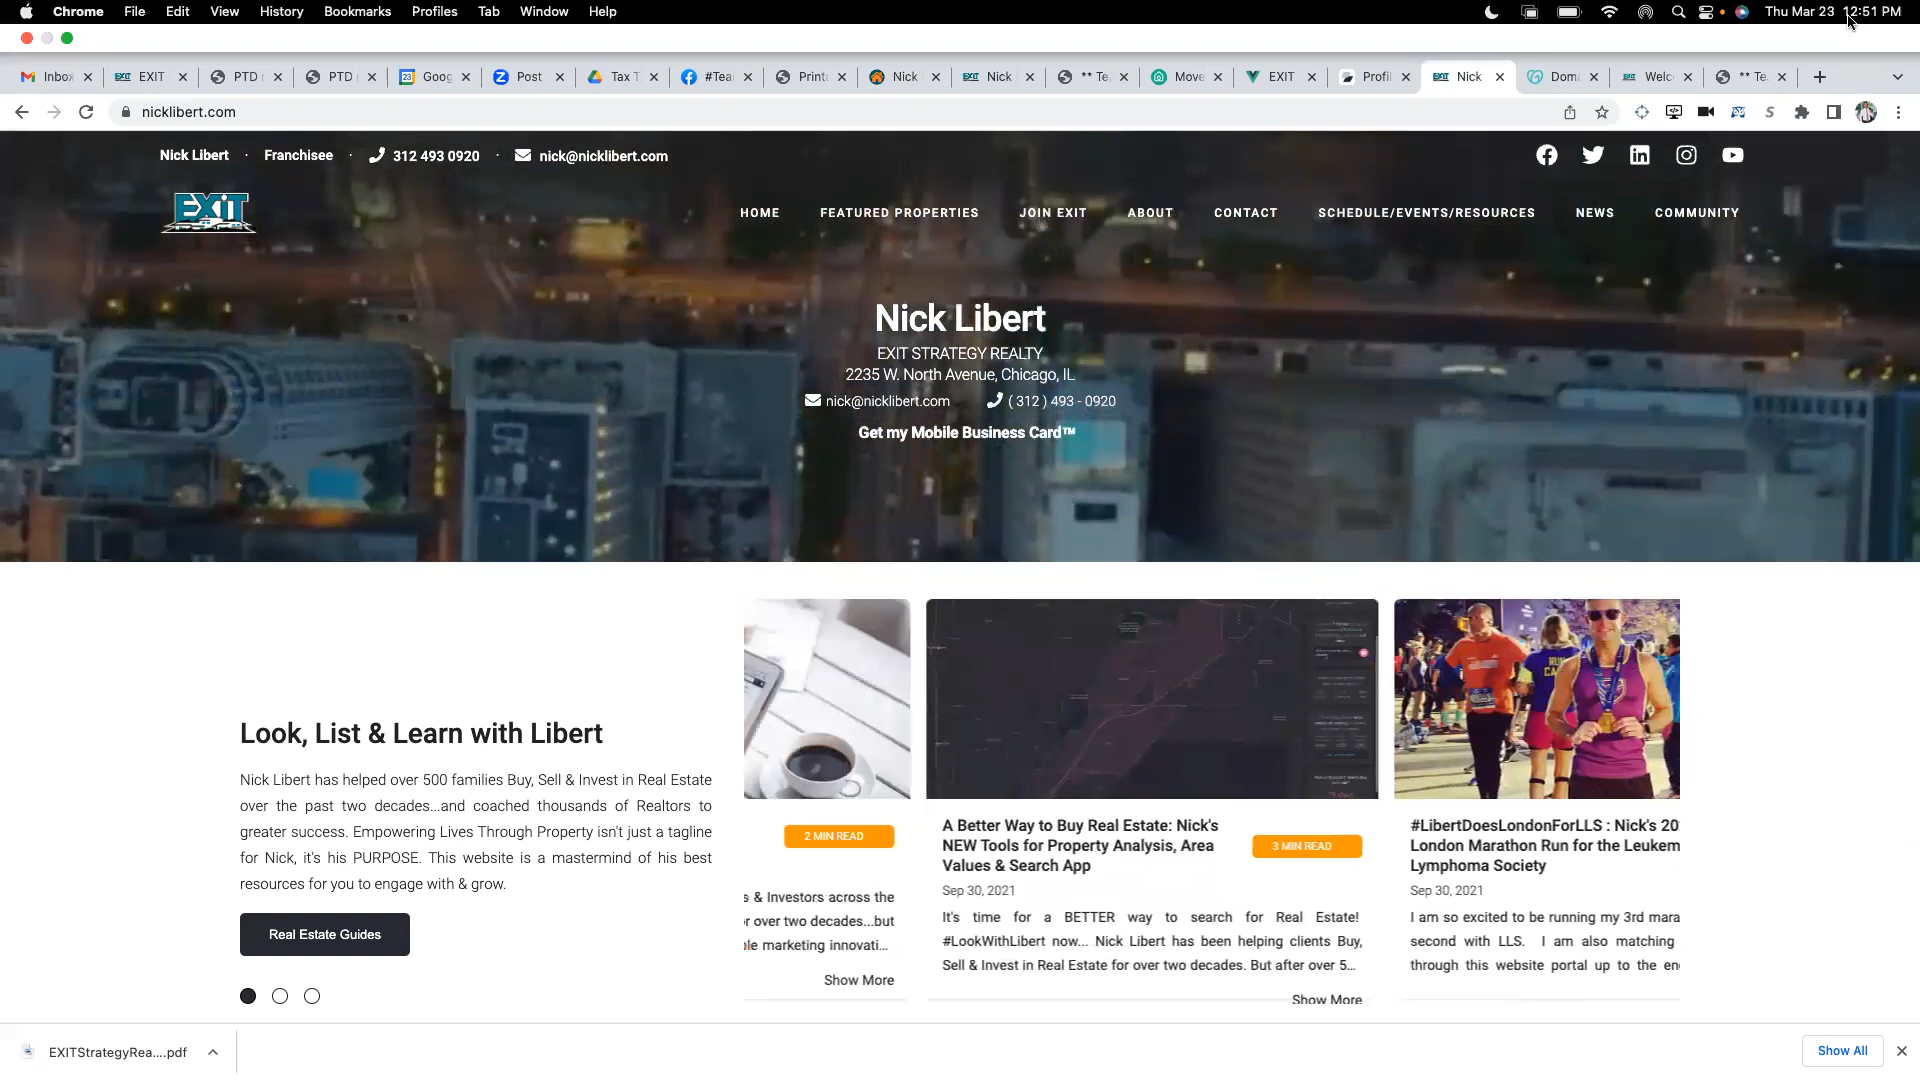 Chrome File Edit View History Bookmarks Profiles Tab Window Help Thu Mar 23 12:51 PM
Inbo EXIT PTD PTD Goog Post Tax T #Tea Print Nick Nick ** Te Move EXIT Profi Nick Dom Welc ** Te
nicklibert.com
Nick Libert · Franchisee · 312 493 0920 · nick@nicklibert.com
EXIT
HOME FEATURED PROPERTIES JOIN EXIT ABOUT CONTACT SCHEDULE/EVENTS/RESOURCES NEWS COMMUNITY
Nick Libert
EXIT STRATEGY REALTY
2235 W. North Avenue, Chicago, IL
nick@nicklibert.com ( 312 ) 493 - 0920
Get my Mobile Business Card™
Look, List & Learn with Libert
Nick Libert has helped over 500 families Buy, Sell & Invest in Real Estate
over the past two decades...and coached thousands of Realtors to
greater success. Empowering Lives Through Property isn't just a tagline
for Nick, it's his PURPOSE. This website is a mastermind of his best
resources for you to engage with & grow.
Real Estate Guides
2 MIN READ
s & Investors across the
or over two decades...but
ble marketing innovati...
Show More
A Better Way to Buy Real Estate: Nick's
NEW Tools for Property Analysis, Area
Values & Search App
3 MIN READ
Sep 30, 2021
It's time for a BETTER way to search for Real Estate!
#LookWithLibert now... Nick Libert has been helping clients Buy,
Sell & Invest in Real Estate for over two decades. But after over 5...
Show More
#LibertDoesLondonForLLS : Nick's 20
London Marathon Run for the Leukem
Lymphoma Society
Sep 30, 2021
I am so excited to be running my 3rd mara
second with LLS. I am also matching
through this website portal up to the en
EXITStrategyRea....pdf
Show All